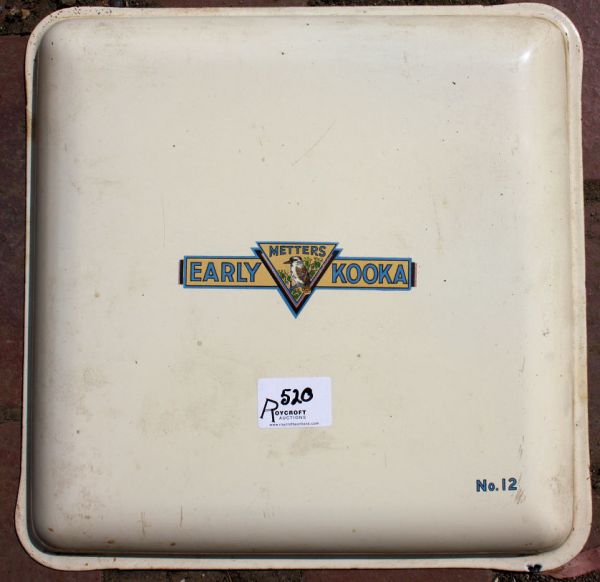 METTERS
EARLY KOOKA
520
ROYCROFT
AUCTIONS
No.12